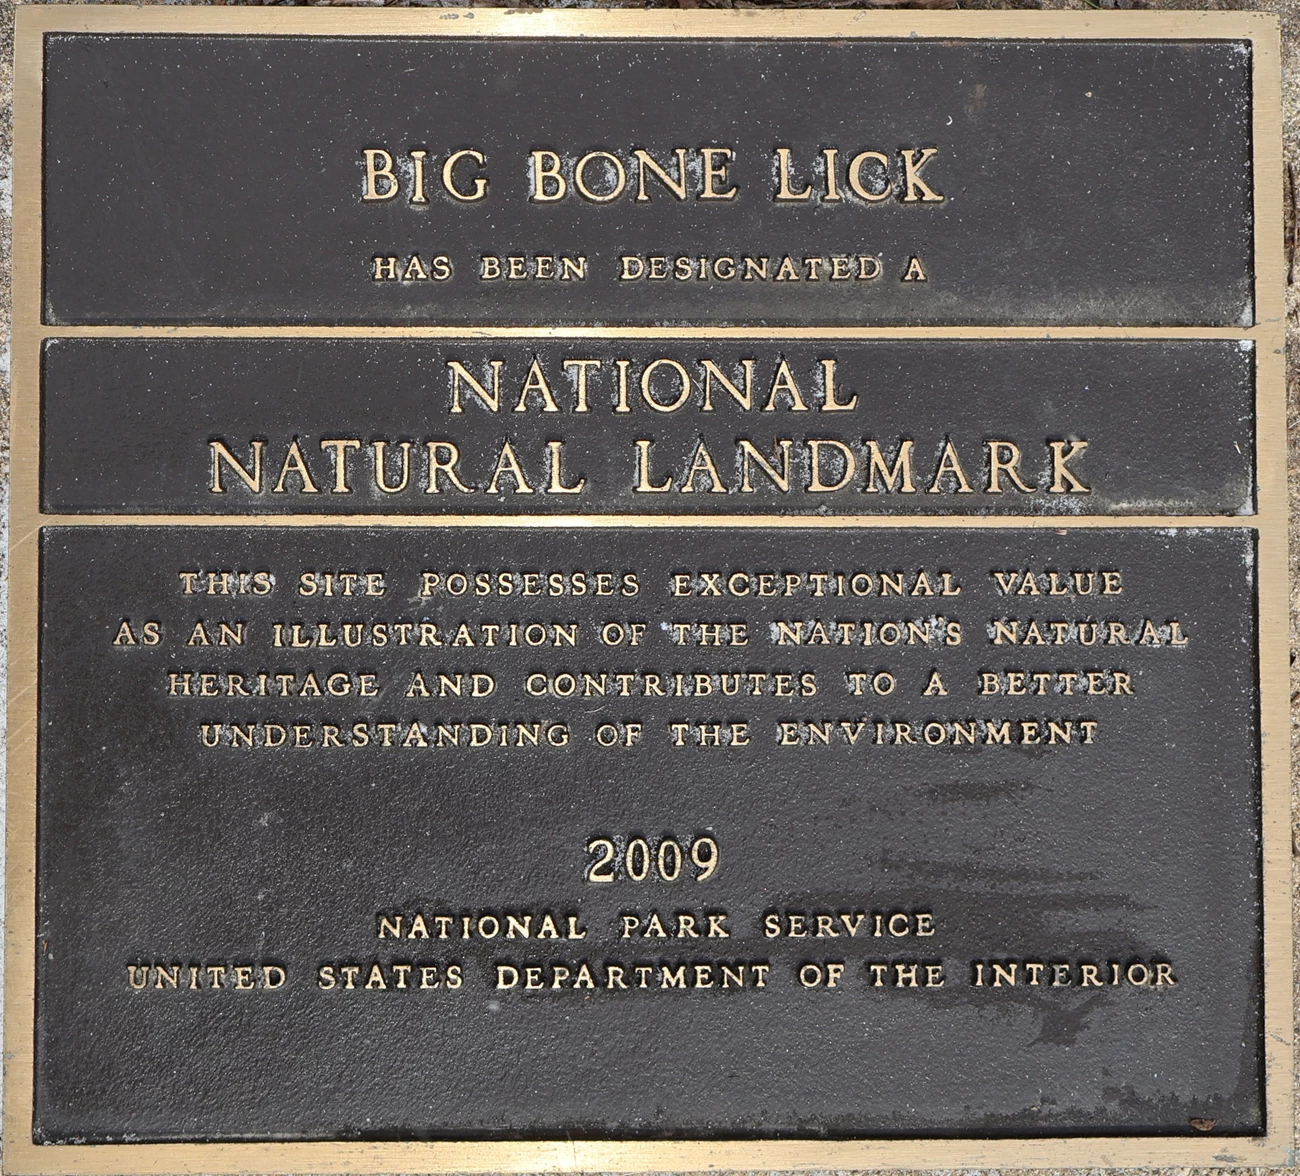 BIG BONE LICK
HAS BEEN DESIGNATED A
NATIONAL
NATURAL LANDMARK
THIS SITE POSSESSES EXCEPTIONAL VALUE
AS AN ILLUSTRATION OF THE NATION'S NATURAL
HERITAGE AND CONTRIBUTES TO A BETTER
UNDERSTANDING OF THE ENVIRONMENT
2009
NATIONAL PARK SERVICE
UNITED STATES DEPARTMENT OF THE INTERIOR